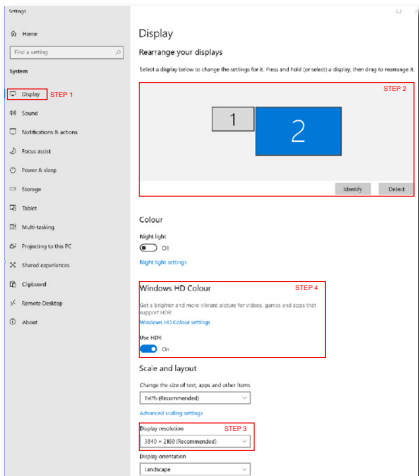 Settings
Home
Find a setting
System
Display STEP 1
Sound
Notifications & actions
Focus assist
Power & sleep
Storage
Tablet
Multi-tasking
Projecting to this PC
Shared experiences
Clipboard
Remote Desktop
About
Display
Rearrange your displays
Select a display below to change the settings for it. Press and hold (or select) a display, then drag to rearrange it.
STEP 2
1
2
Identify Detect
Colour
Night light
Off
Night light settings
Windows HD Colour STEP 4
Get a brighter and more vibrant picture for videos, games and apps that
support HDR.
Windows HD Colour settings
Use HDR
On
Scale and layout
Change the size of text, apps and other items
150% (Recommended)
Advanced scaling settings
Display resolution STEP 3
3840 × 2160 (Recommended)
Display orientation
Landscape